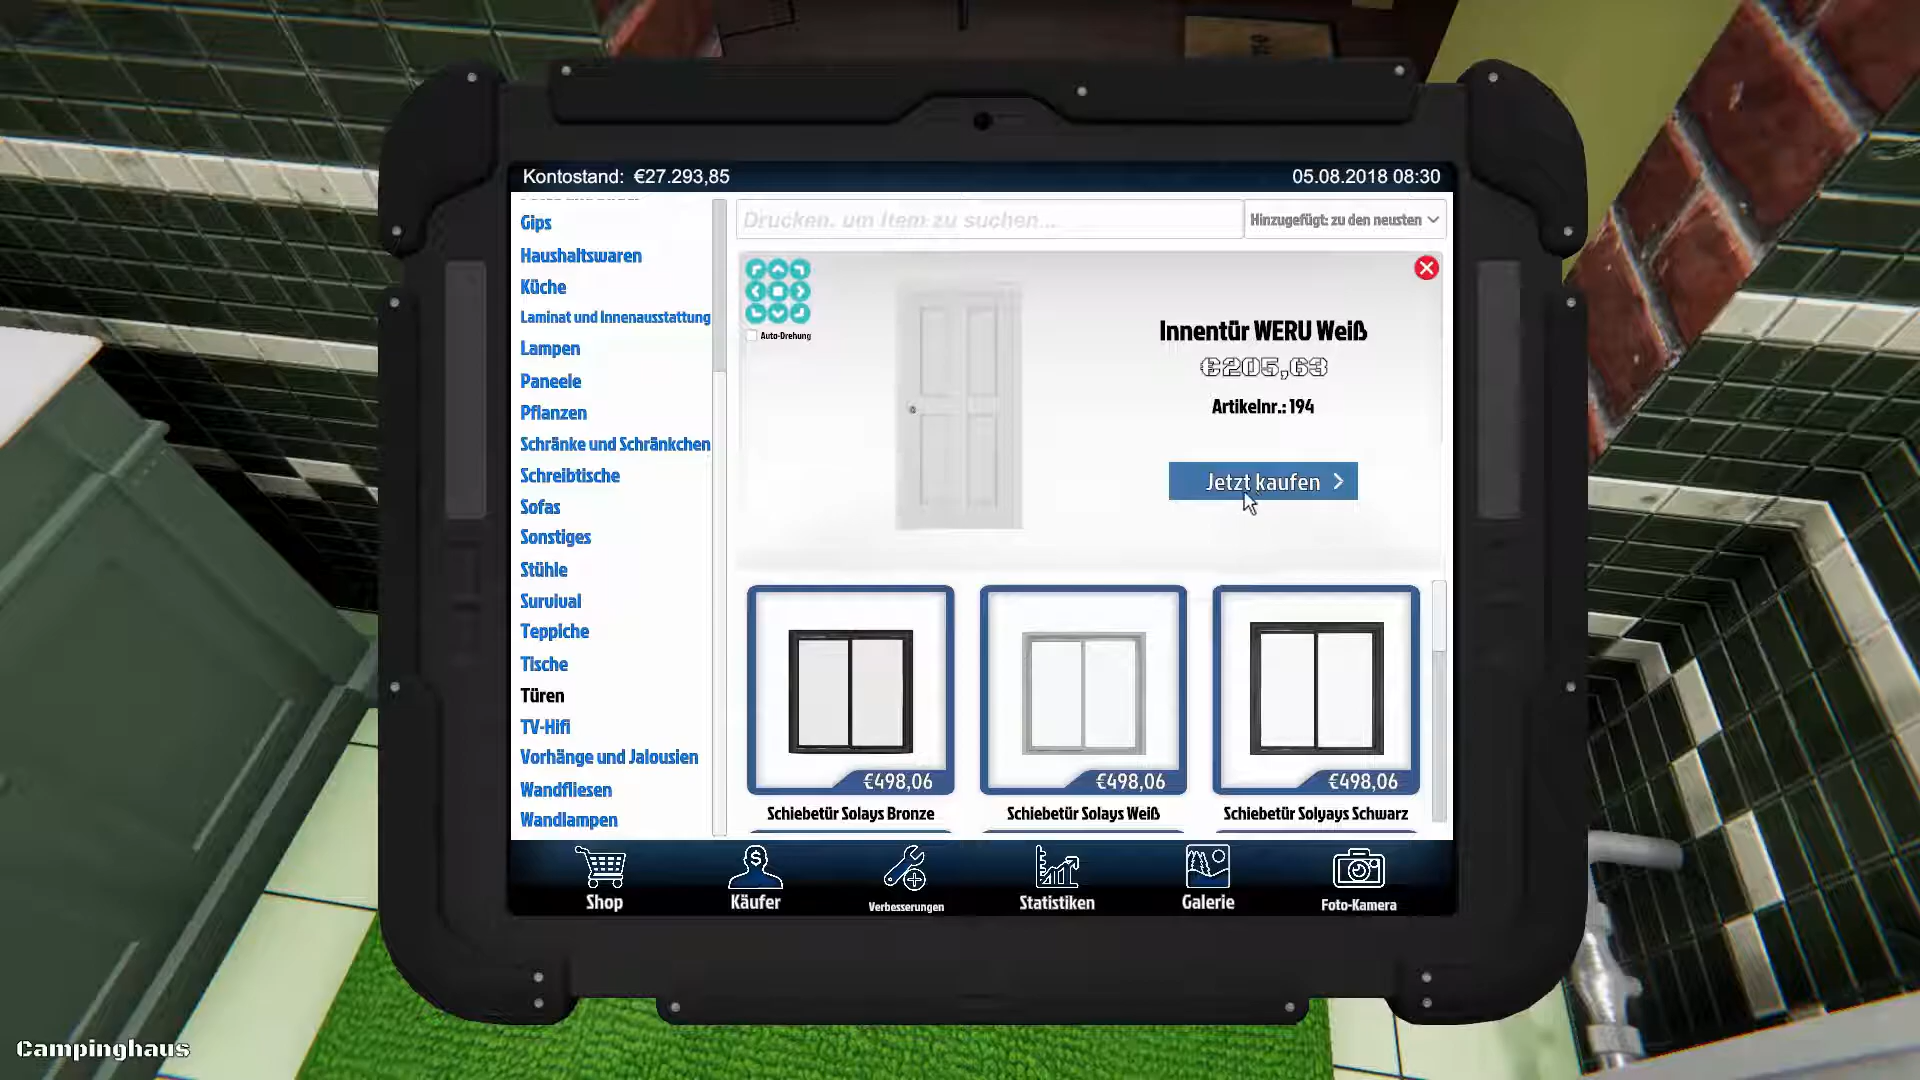 Kontostand: €27.293,85
05.08.2018 08:30
Gips
Haushaltswaren
Küche
Laminat und Innenausstattung
Lampen
Paneele
Pflanzen
Schränke und Schränkchen
Schreibtische
Sofas
Sonstiges
Stühle
Survival
Teppiche
Tische
Türen
TV-Hifi
Vorhänge und Jalousien
Wandfliesen
Wandlampen
Drucken, um Item zu suchen...
Hinzugefügt: zu den neusten
Auto-Drehung
Innentür WERU Weiß
€205,63
Artikelnr.: 194
Jetzt kaufen
€498,06
€498,06
€498,06
Schiebetür Solays Bronze
Schiebetür Solays Weiß
Schiebetür Solyays Schwarz
Shop
Käufer
Verbesserungen
Statistiken
Galerie
Foto-Kamera
Campinghaus